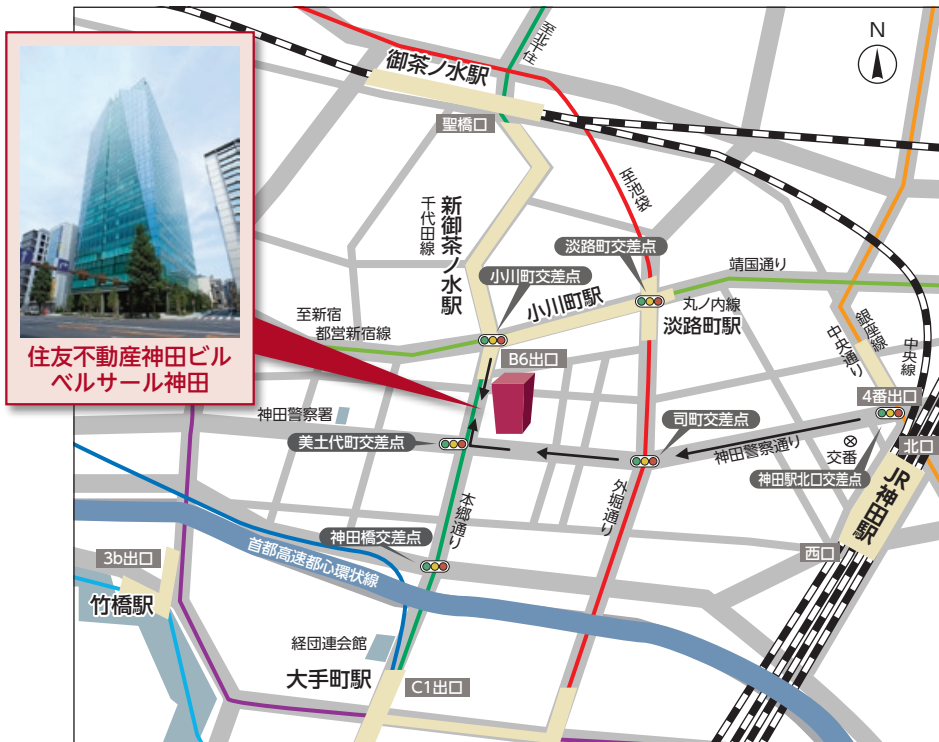 至北千住
御茶ノ水駅
N
聖橋口
至池袋
新御茶ノ水駅
千代田線
淡路町交差点
小川町交差点
靖国通り
小川町駅
丸ノ内線
淡路町駅
至新宿
都営新宿線
B6出口
銀座線
中央通り
中央線
住友不動産神田ビル
ベルサール神田
4番出口
神田警察署
美土代町交差点
司町交差点
神田警察通り
交番
北口
神田駅北口交差点
JR神田駅
外堀通り
本郷通り
神田橋交差点
西口
3b出口
首都高速都心環状線
竹橋駅
経団連会館
大手町駅
C1出口